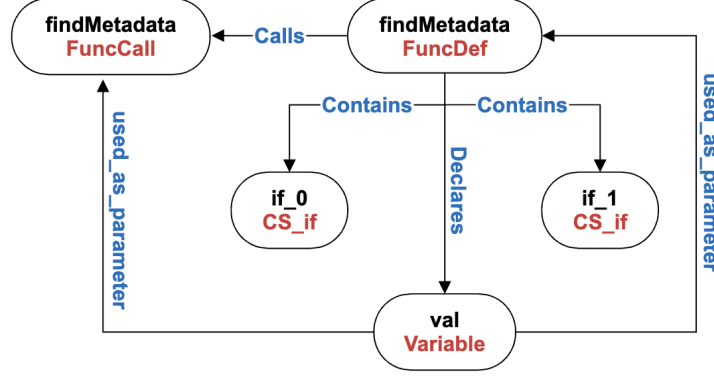 findMetadata
FuncCall
Calls
findMetadata
FuncDef
Contains
Contains
used_as_parameter
Declares
used_as_parameter
if_0
CS_if
if_1
CS_if
val
Variable